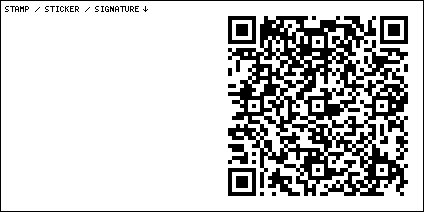 STAMP / STICKER / SIGNATURE ↓